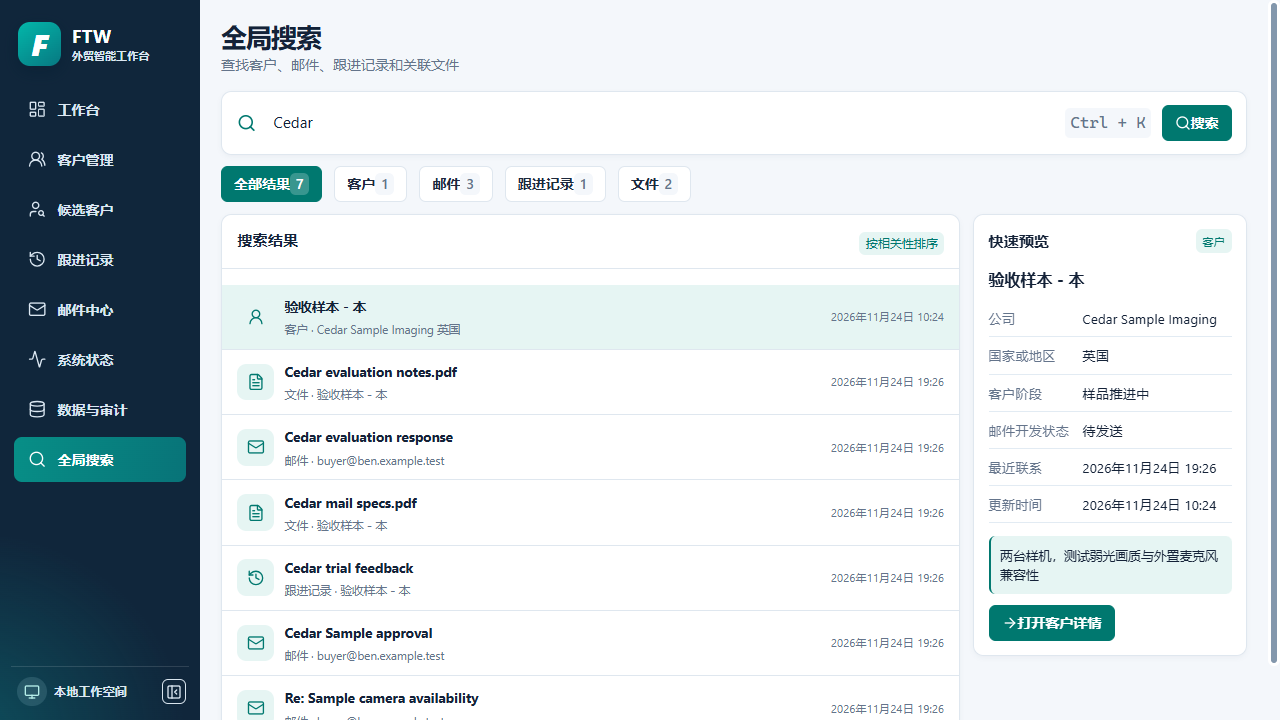 FTW
外贸智能工作台
工作台
客户管理
候选客户
跟进记录
邮件中心
系统状态
数据与审计
全局搜索
本地工作空间
全局搜索
查找客户、邮件、跟进记录和关联文件
Cedar
Ctrl + K
搜索
全部结果 7
客户 1
邮件 3
跟进记录 1
文件 2
搜索结果
按相关性排序
验收样本 - 本
客户 · Cedar Sample Imaging 英国
2026年11月24日 10:24
Cedar evaluation notes.pdf
文件 · 验收样本 - 本
2026年11月24日 19:26
Cedar evaluation response
邮件 · buyer@ben.example.test
2026年11月24日 19:26
Cedar mail specs.pdf
文件 · 验收样本 - 本
2026年11月24日 19:26
Cedar trial feedback
跟进记录 · 验收样本 - 本
2026年11月24日 19:26
Cedar Sample approval
邮件 · buyer@ben.example.test
2026年11月24日 19:26
Re: Sample camera availability
2026年11月24日 19:26
快速预览
客户
验收样本 - 本
公司 Cedar Sample Imaging
国家或地区 英国
客户阶段 样品推进中
邮件开发状态 待发送
最近联系 2026年11月24日 19:26
更新时间 2026年11月24日 10:24
两台样机，测试弱光画质与外置麦克风
兼容性
→打开客户详情